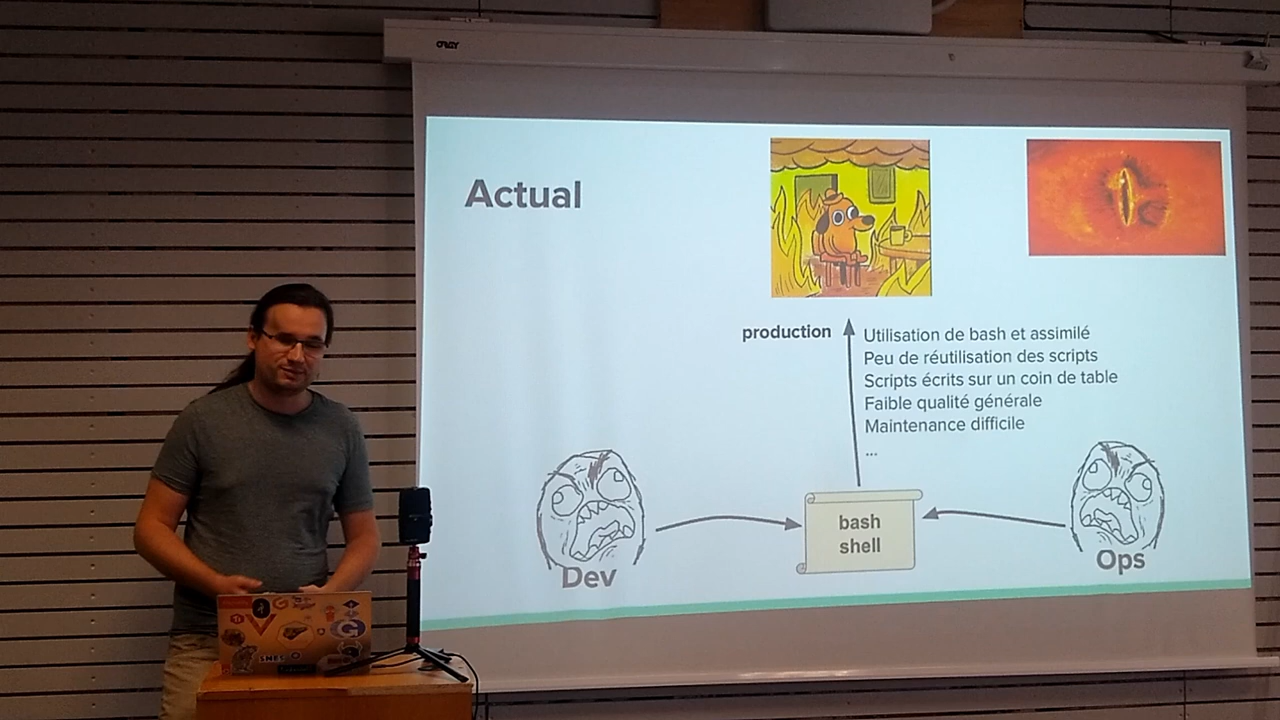 ORAY
Actual
production
Utilisation de bash et assimilé
Peu de réutilisation des scripts
Scripts écrits sur un coin de table
Faible qualité générale
Maintenance difficile
...
bash
shell
Dev
Ops